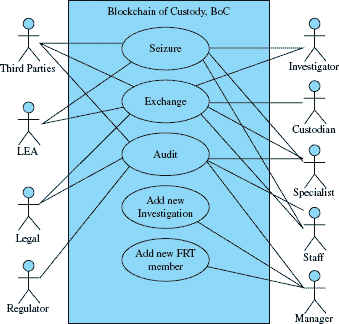 Blockchain of Custody, BoC
Seizure
Third Parties
Investigator
Exchange
LEA
Custodian
Audit
Specialist
Add new
Investigation
Legal
Staff
Add new FRT
member
Regulator
Manager